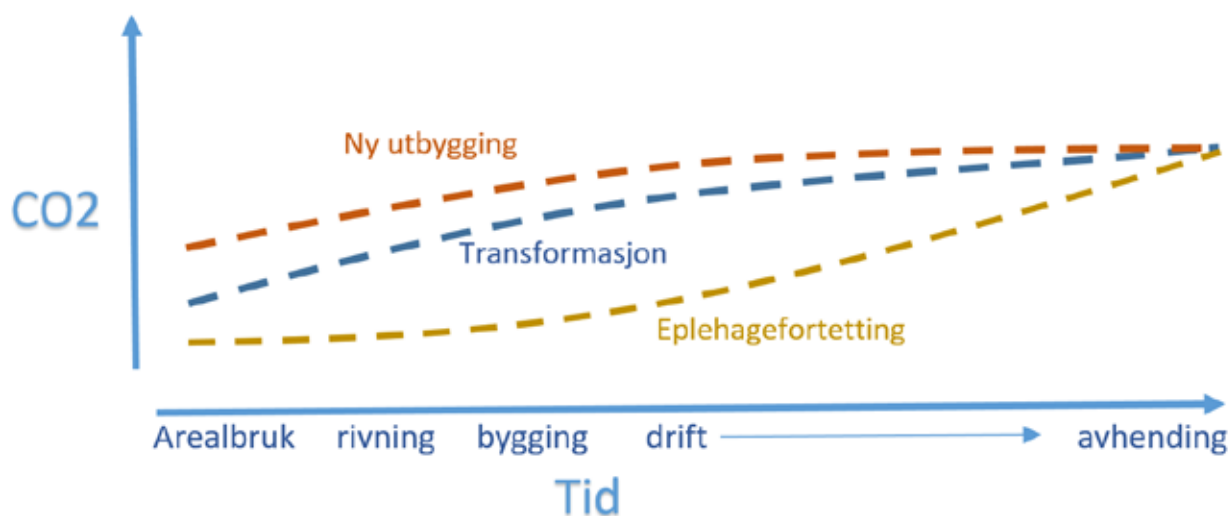 Ny utbygging
CO2
Transformasjon
Eplehagefortetting
Arealbruk rivning bygging drift avhending
Tid